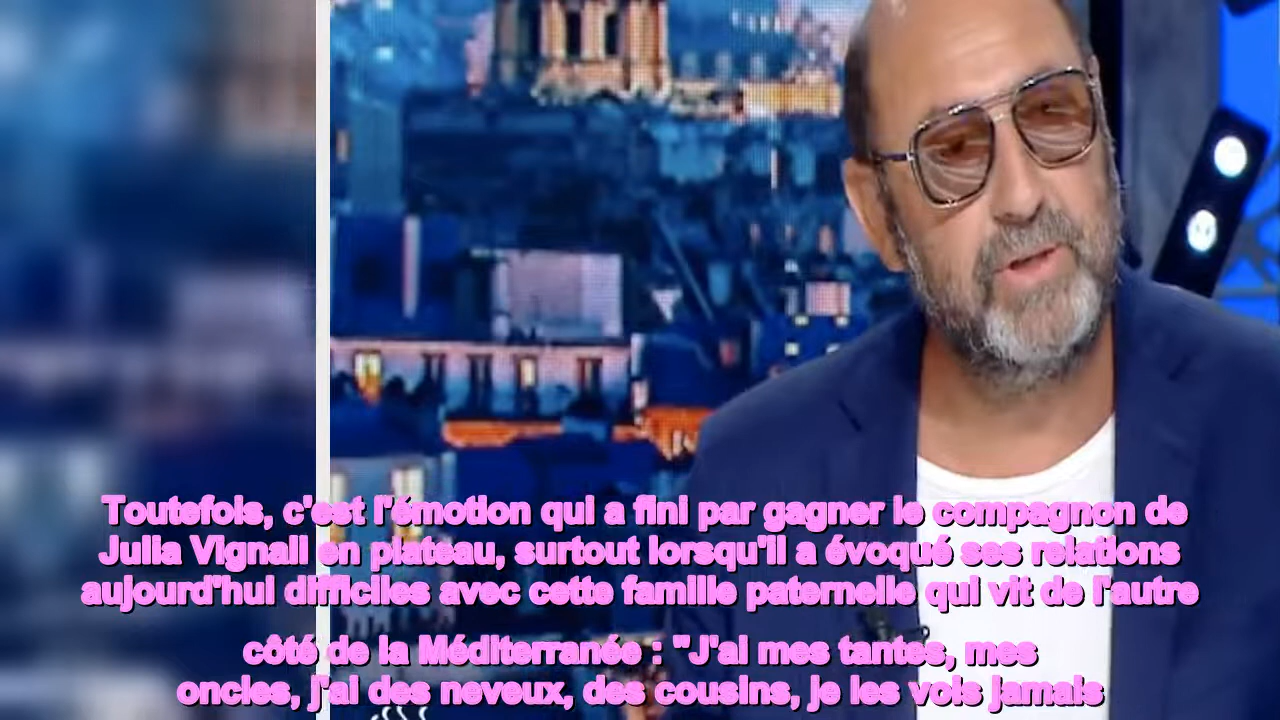 Toutefois, c'est l'émotion qui a fini par gagner le compagnon de
Julia Vignali en plateau, surtout lorsqu'il a évoqué ses relations
aujourd'hui difficiles avec cette famille paternelle qui vit de l'autre
côté de la Méditerranée : "J'ai mes tantes, mes
oncles, j'ai des neveux, des cousins, je les vois jamais